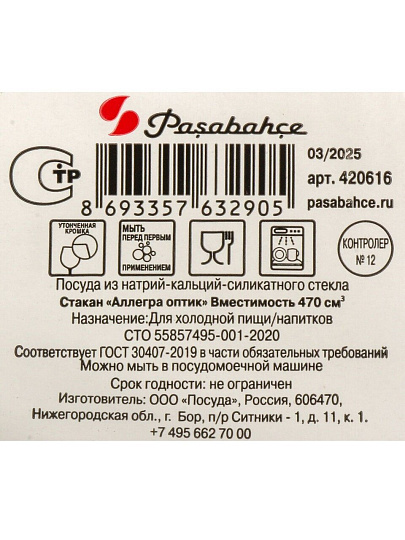 Paşabahçe
03/2025
арт. 420616
pasabahce.ru
СТР
8 693357 632905
УТОНЧЕННАЯ
КРОМКА
МЫТЬ
ПЕРЕД ПЕРВЫМ
ПРИМЕНЕНИЕМ
КОНТРОЛЕР
№ 12
Посуда из натрий-кальций-силикатного стекла
Стакан «Аллегра оптик» Вместимость 470 см³
Назначение:Для холодной пищи/напитков
СТО 55857495-001-2020
Соответствует ГОСТ 30407-2019 в части обязательных требований
Можно мыть в посудомоечной машине
Срок годности: не ограничен
Изготовитель: ООО «Посуда», Россия, 606470,
Нижегородская обл., г. Бор, п/р Ситники - 1, д. 11, к. 1.
+7 495 662 70 00